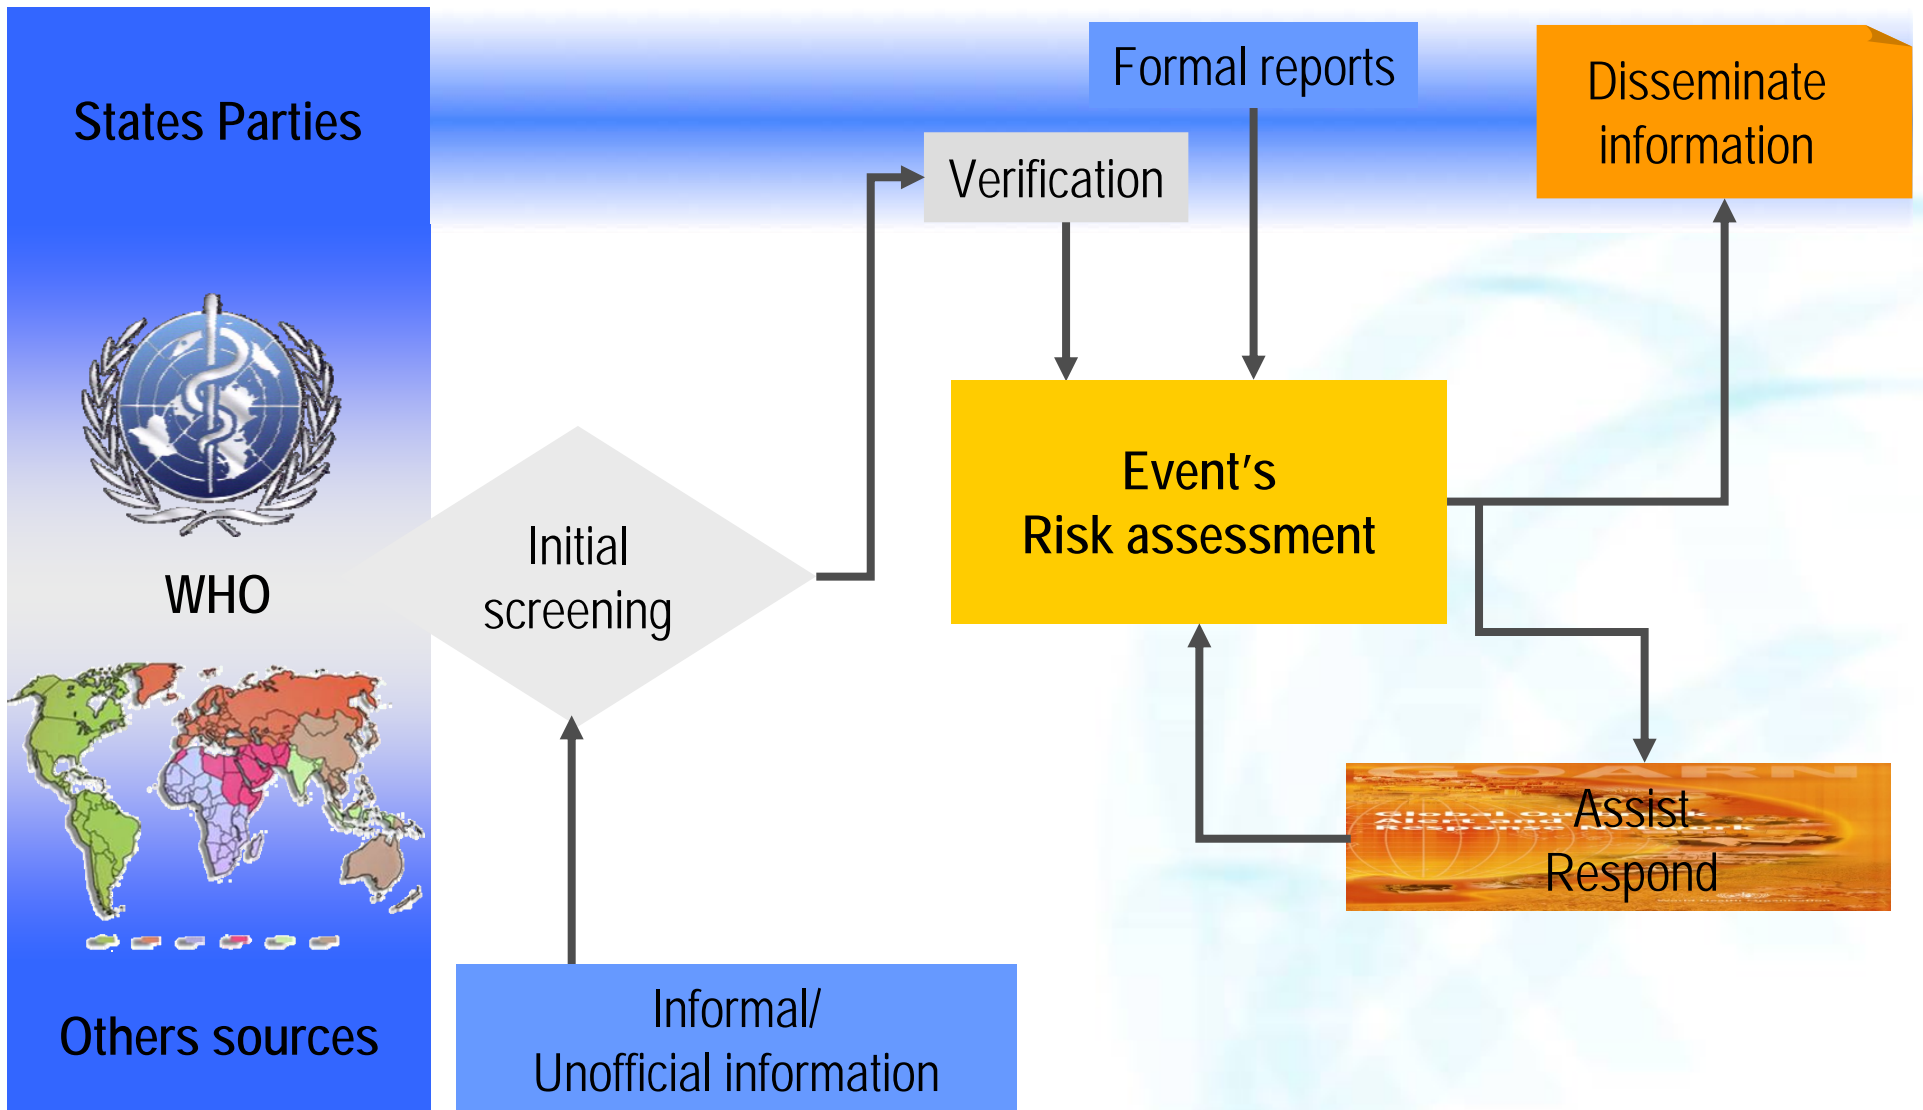 States Parties
Formal reports
Disseminate
information
Verification
Event's
Risk assessment
Initial
screening
WHO
GOARN
Assist
Respond
Others sources
Informal/
Unofficial information